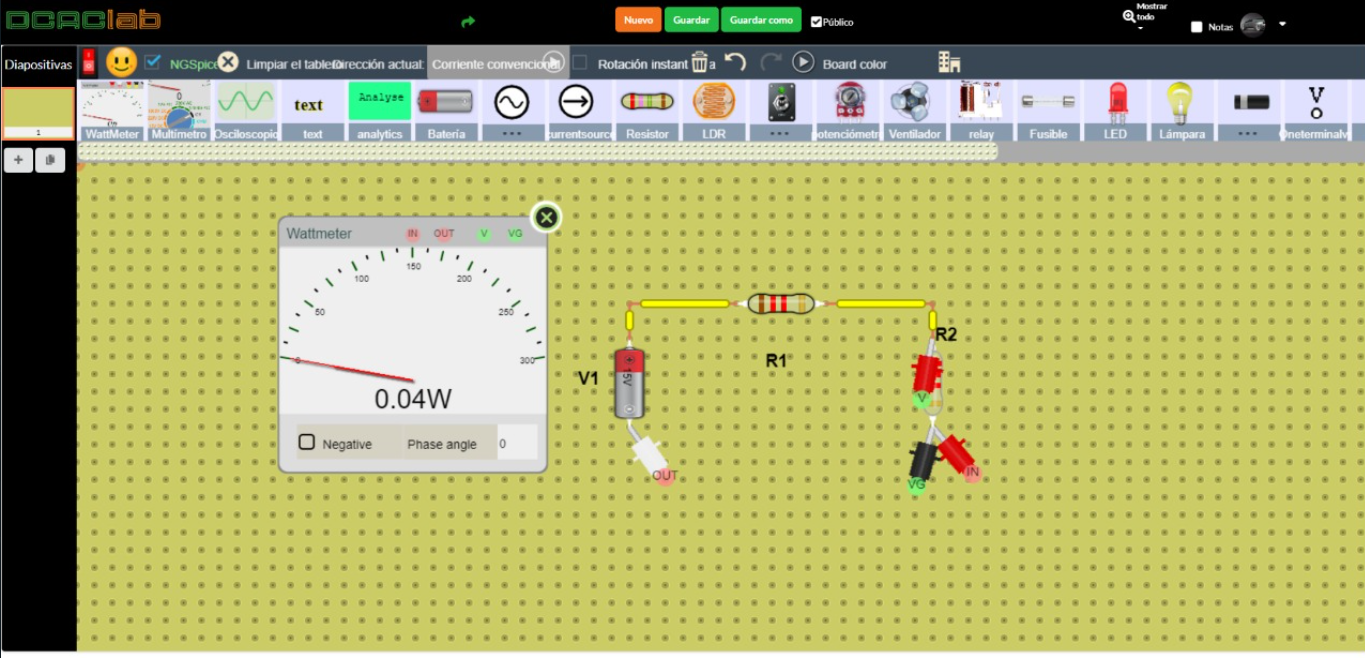 DCACLab
Nuevo
Guardar
Guardar como
Público
Mostrar
todo
Notas
Diapositivas
NGSpice
Limpiar el tablero
Dirección actual:
Corriente convencional
Rotación instant
a
Board color
1
WattMeter
Multímetro
Osciloscopio
text
text
Analyse
analytics
Batería
...
currentsource
Resistor
LDR
...
potenciómetr
Ventilador
relay
Fusible
LED
Lámpara
...
V
Oneterminalv
Wattmeter
IN
OUT
V
VG
0
50
100
150
200
250
300
0.04W
Negative
Phase angle
0
V1
15V
OUT
R1
R2
V
VG
IN